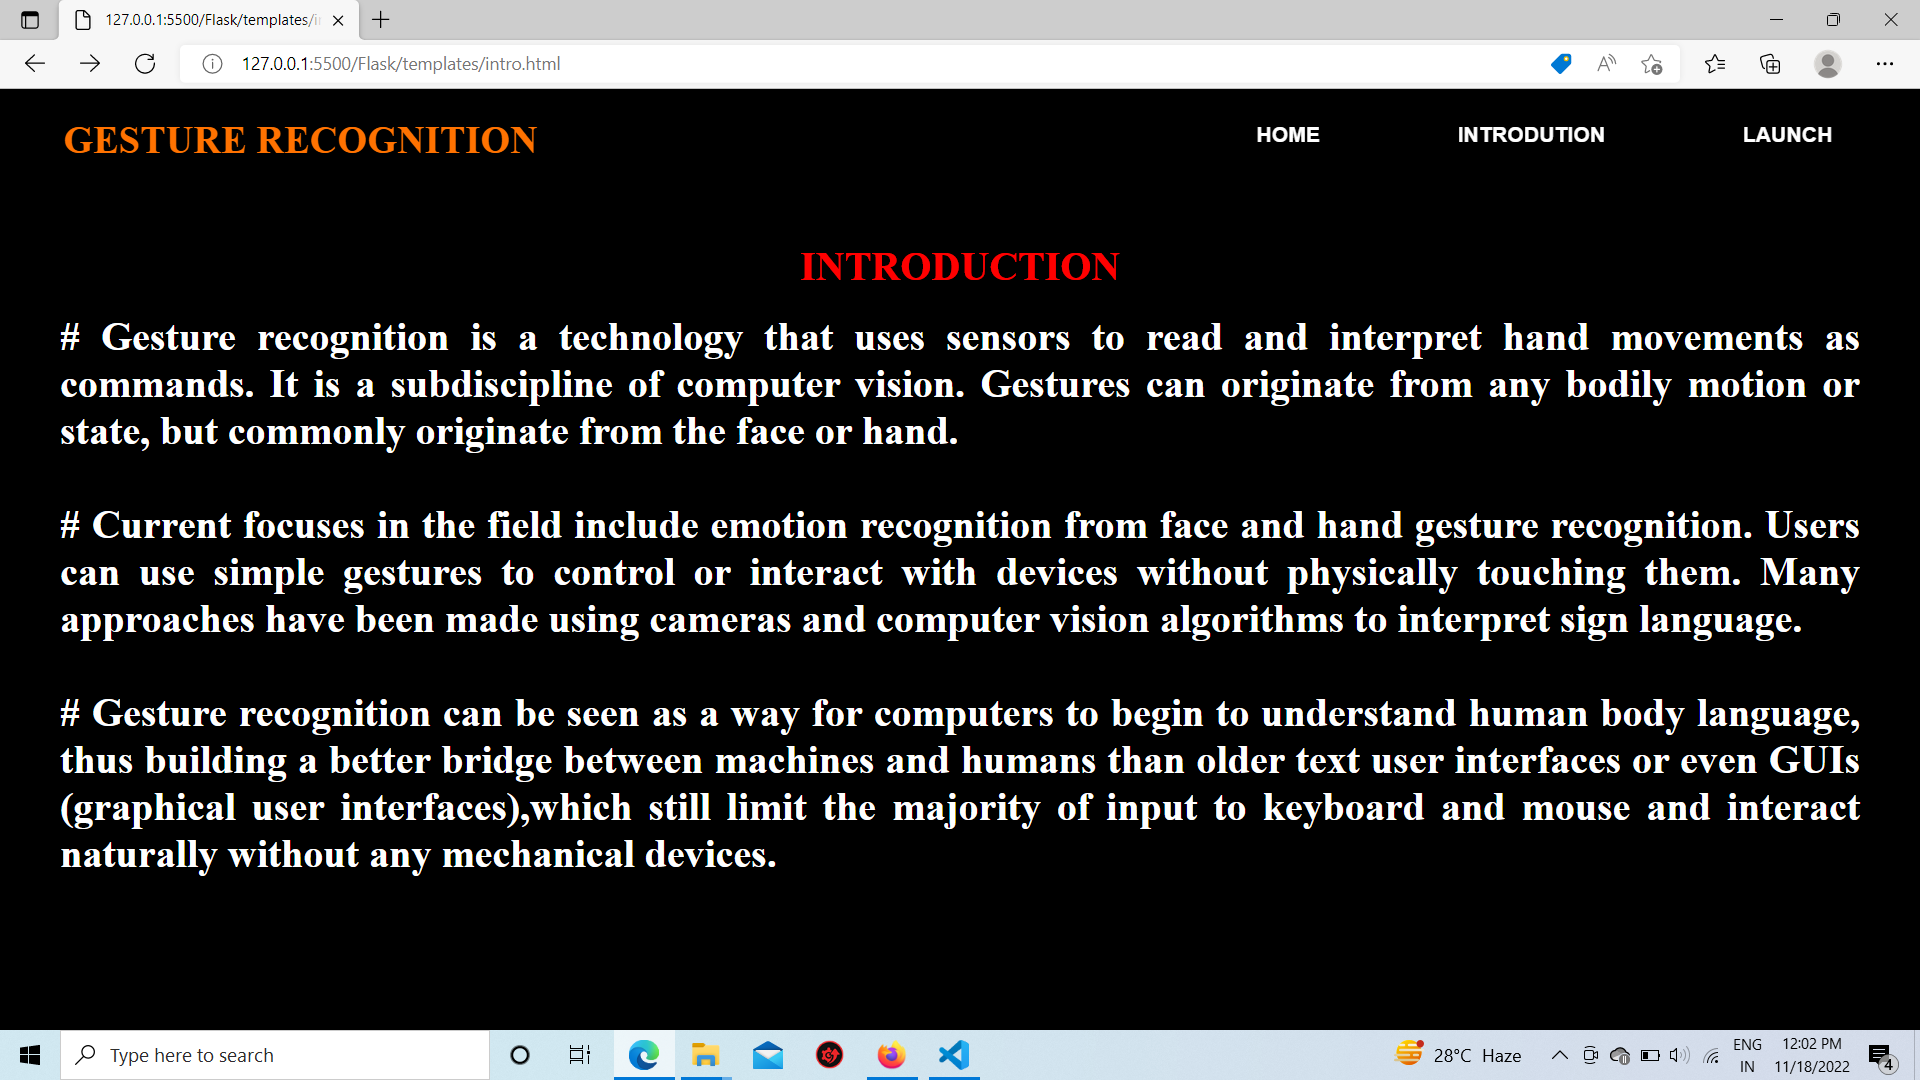 127.0.0.1:5500/Flask/templates/i
127.0.0.1:5500/Flask/templates/intro.html
GESTURE RECOGNITION
HOME
INTRODUTION
LAUNCH
INTRODUCTION
# Gesture recognition is a technology that uses sensors to read and interpret hand movements as
commands. It is a subdiscipline of computer vision. Gestures can originate from any bodily motion or
state, but commonly originate from the face or hand.
# Current focuses in the field include emotion recognition from face and hand gesture recognition. Users
can use simple gestures to control or interact with devices without physically touching them. Many
approaches have been made using cameras and computer vision algorithms to interpret sign language.
# Gesture recognition can be seen as a way for computers to begin to understand human body language,
thus building a better bridge between machines and humans than older text user interfaces or even GUIs
(graphical user interfaces),which still limit the majority of input to keyboard and mouse and interact
naturally without any mechanical devices.
Type here to search
28°C Haze
ENG
IN
12:02 PM
11/18/2022
4